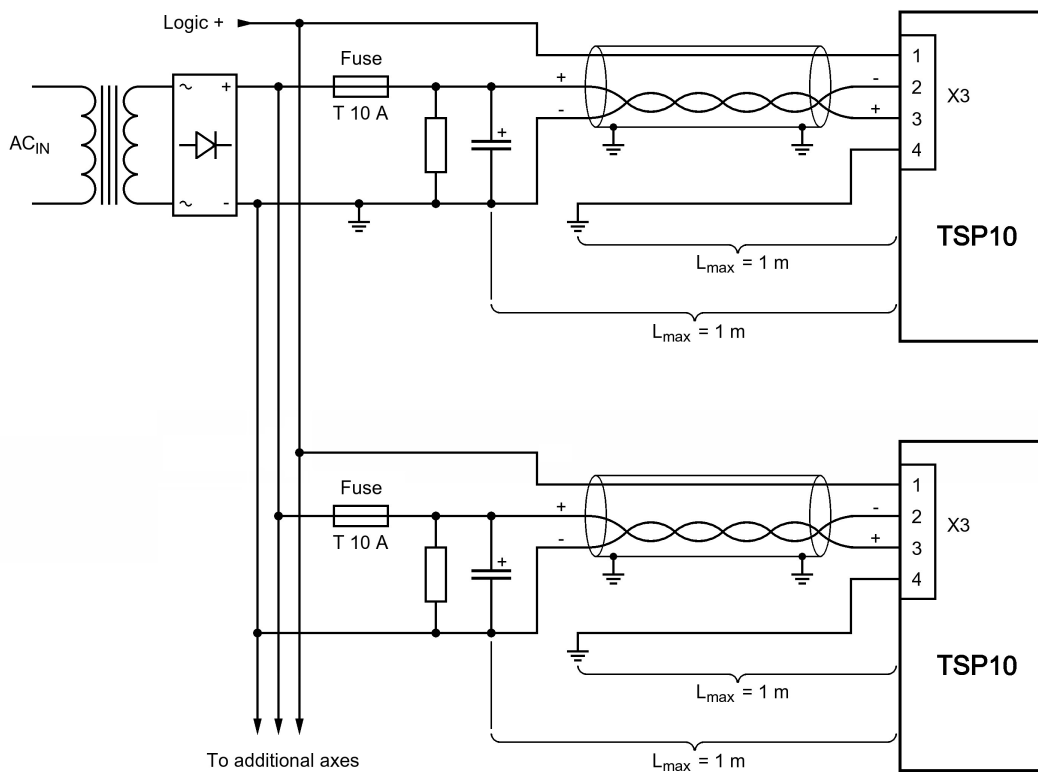 Logic +
Fuse
T 10 A
AC_IN
~
+
~
-
+
+
-
-
+
1
2
3
4
X3
TSP10
L_max = 1 m
L_max = 1 m
Fuse
T 10 A
+
+
-
-
+
1
2
3
4
X3
TSP10
L_max = 1 m
L_max = 1 m
To additional axes